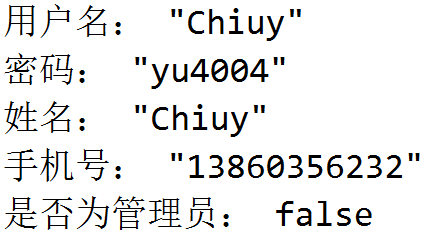 用户名： "Chiuy"
密码： "yu4004"
姓名： "Chiuy"
手机号： "13860356232"
是否为管理员： false